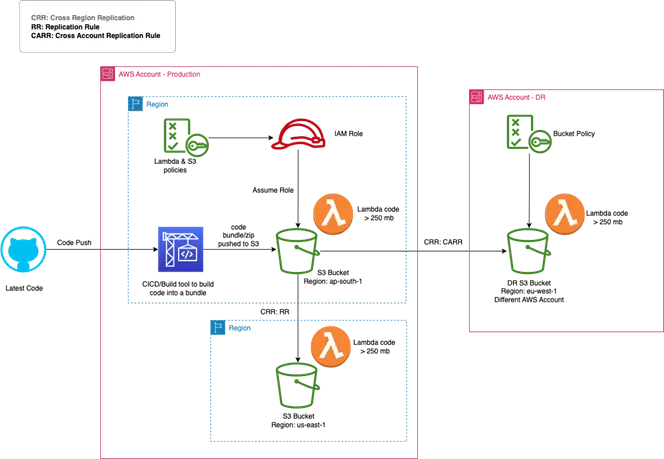 CRR: Cross Region Replication
RR: Replication Rule
CARR: Cross Account Replication Rule
AWS Account - Production
Region
Lambda & S3
policies
IAM Role
Assume Role
Lambda code
> 250 mb
Code Push
Latest Code
CICD/Build tool to build
code into a bundle
code
bundle/zip
pushed to S3
S3 Bucket
Region: ap-south-1
CRR: CARR
CRR: RR
Region
Lambda code
> 250 mb
S3 Bucket
Region: us-east-1
AWS Account - DR
Bucket Policy
Lambda code
> 250 mb
DR S3 Bucket
Region: eu-west-1
Different AWS Account